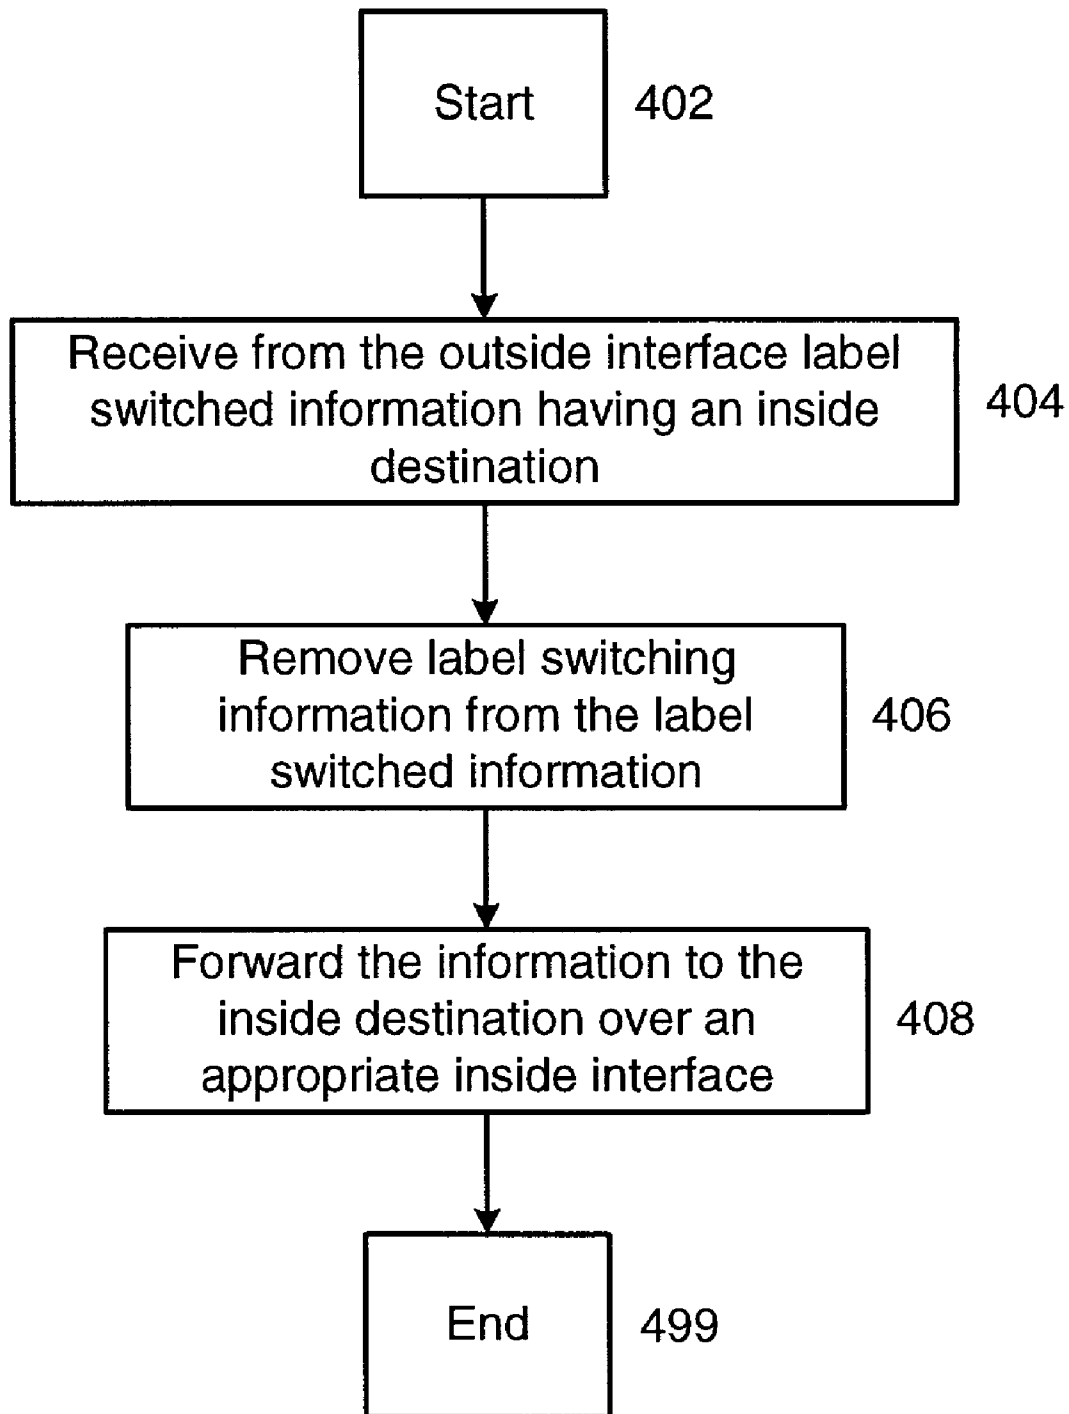 Start
402
Receive from the outside interface label
switched information having an inside
destination
404
Remove label switching
information from the label
switched information
406
Forward the information to the
inside destination over an
appropriate inside interface
408
End
499